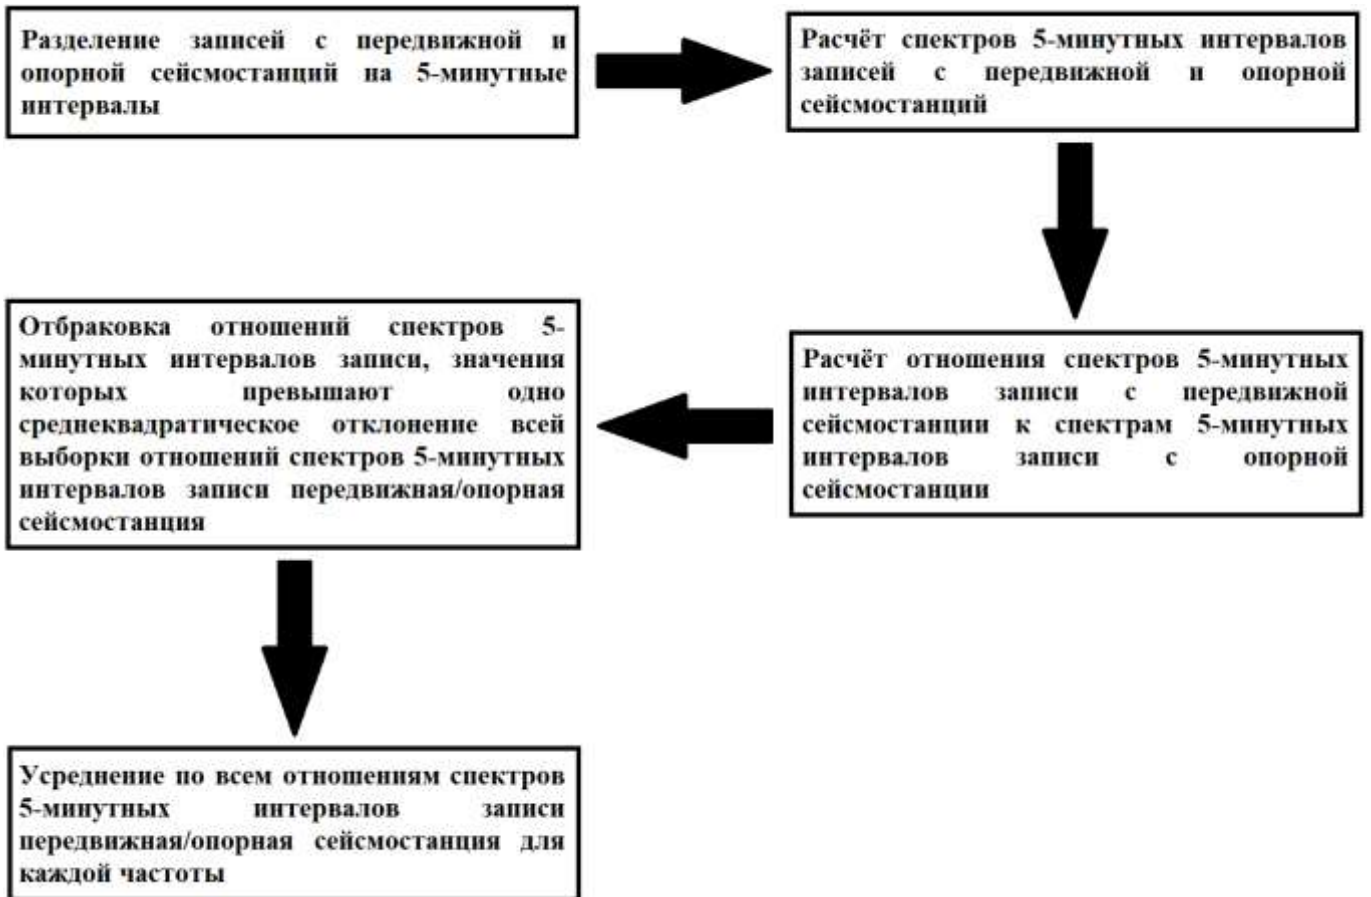 Разделение записей с передвижной и
опорной сейсмостанций на 5-минутные
интервалы
Расчёт спектров 5-минутных интервалов
записей с передвижной и опорной
сейсмостанций
Расчёт отношения спектров 5-минутных
интервалов записи с передвижной
сейсмостанции к спектрам 5-минутных
интервалов записи с опорной
сейсмостанции
Отбраковка отношений спектров 5-
минутных интервалов записи, значения
которых превышают одно
среднеквадратическое отклонение всей
выборки отношений спектров 5-минутных
интервалов записи передвижная/опорная
сейсмостанция
Усреднение по всем отношениям спектров
5-минутных интервалов записи
передвижная/опорная сейсмостанция для
каждой частоты